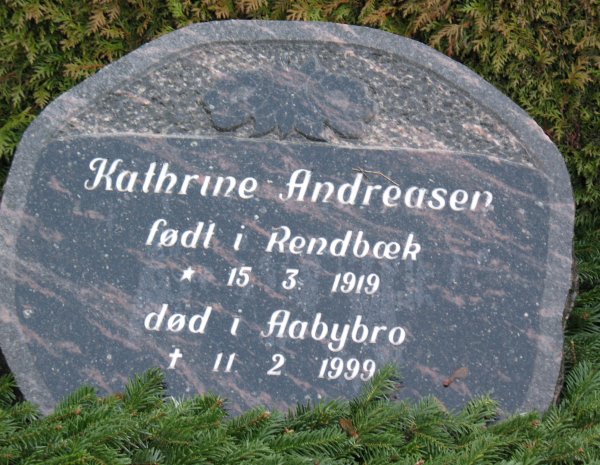 Kathrine Andreasen
født i Rendbæk
★ 15 3 1919
død i Aabybro
† 11 2 1999